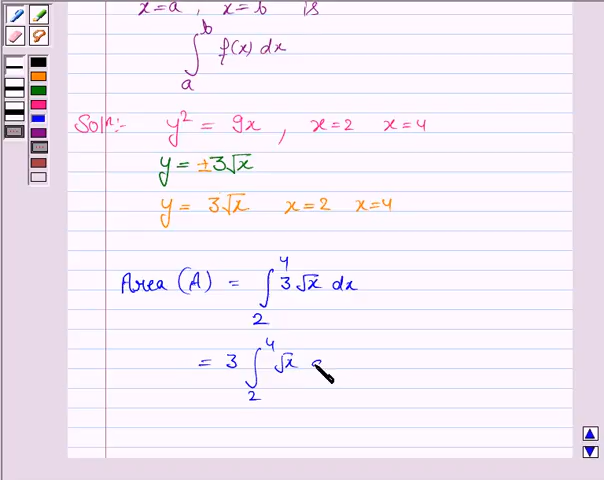 x=a, x=b is
∫ₐᵇ f(x) dx
Solⁿ:- y² = 9x, x=2 x=4
y = ±3√x
y = 3√x x=2 x=4
Area (A) = ∫₂⁴ 3√x dx
= 3 ∫₂⁴ √x